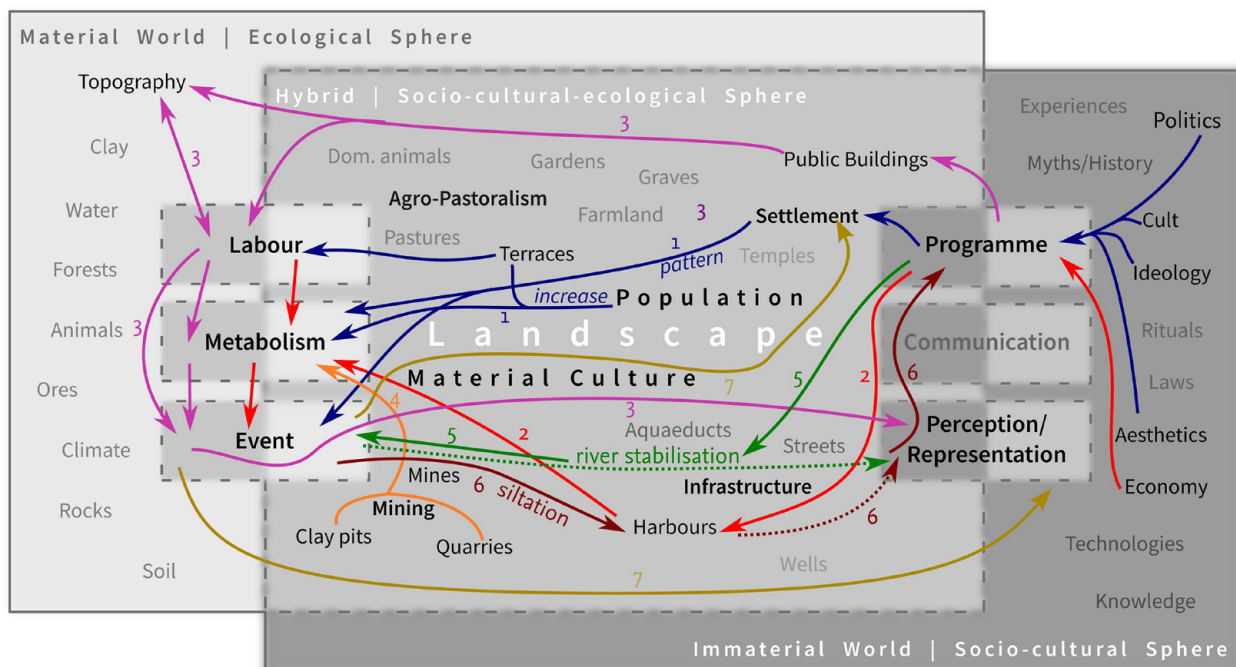 Material World | Ecological Sphere
Topography
Hybrid | Socio-cultural-ecological Sphere
Experiences
Politics
3
Clay
3
Dom. animals
Gardens
Public Buildings
Myths/History
Graves
Agro-Pastoralism
Water
Farmland
3
Settlement
Cult
Labour
Pastures
Terraces
1
pattern
Temples
Programme
Forests
Ideology
increase
Population
1
3
Animals
Metabolism
Landscape
Communication
Rituals
Material Culture
7
5
2
6
Laws
Ores
4
3
Event
5
2
Aquaeducts
Streets
Perception/
Representation
Aesthetics
Climate
river stabilisation
Mines
6
siltation
Infrastructure
Economy
Rocks
Mining
Clay pits
Quarries
Harbours
6
Technologies
Soil
7
Wells
Knowledge
Immaterial World | Socio-cultural Sphere